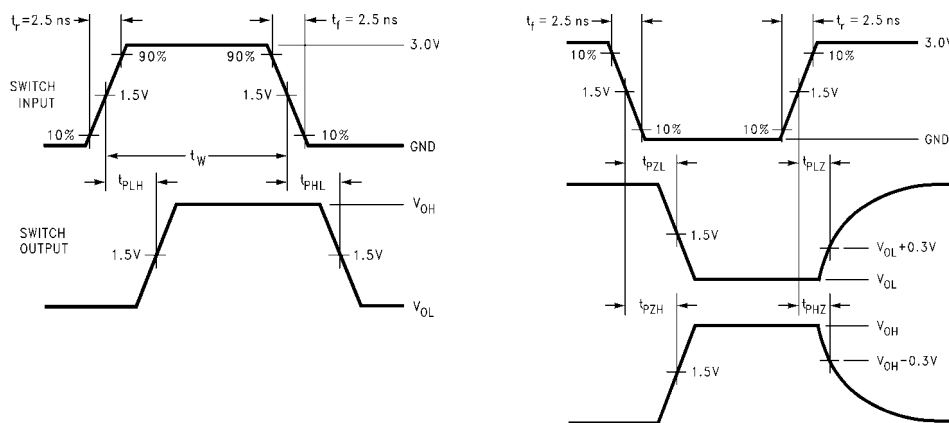 tr = 2.5 ns
tf = 2.5 ns
3.0V
90%
90%
SWITCH
INPUT
1.5V
1.5V
10%
10%
GND
tW
tPLH
tPHL
VOH
SWITCH
OUTPUT
1.5V
1.5V
VOL
tf = 2.5 ns
tr = 2.5 ns
3.0V
10%
10%
1.5V
1.5V
10%
10%
GND
tPZL
tPLZ
1.5V
VOL+0.3V
VOL
tPZH
tPHZ
VOH
VOH−0.3V
1.5V